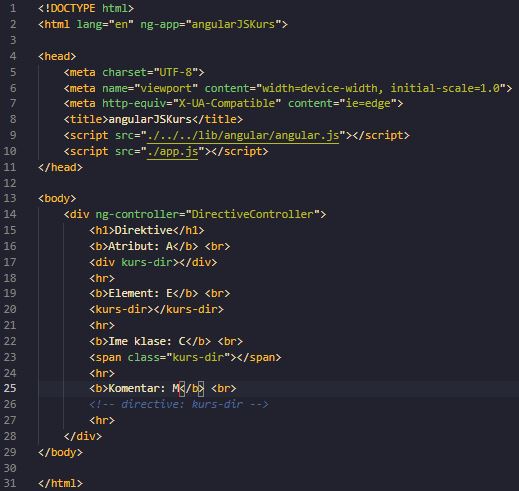 1 <!DOCTYPE html>
2 <html lang="en" ng-app="angularJSKurs">
3
4 <head>
5     <meta charset="UTF-8">
6     <meta name="viewport" content="width=device-width, initial-scale=1.0">
7     <meta http-equiv="X-UA-Compatible" content="ie=edge">
8     <title>angularJSKurs</title>
9     <script src="./../../lib/angular/angular.js"></script>
10     <script src="./app.js"></script>
11 </head>
12
13 <body>
14     <div ng-controller="DirectiveController">
15         <h1>Direktive</h1>
16         <b>Atribut: A</b> <br>
17         <div kurs-dir></div>
18         <hr>
19         <b>Element: E</b> <br>
20         <kurs-dir></kurs-dir>
21         <hr>
22         <b>Ime klase: C</b> <br>
23         <span class="kurs-dir"></span>
24         <hr>
25         <b>Komentar: M</b> <br>
26         <!-- directive: kurs-dir -->
27         <hr>
28     </div>
29 </body>
30
31 </html>